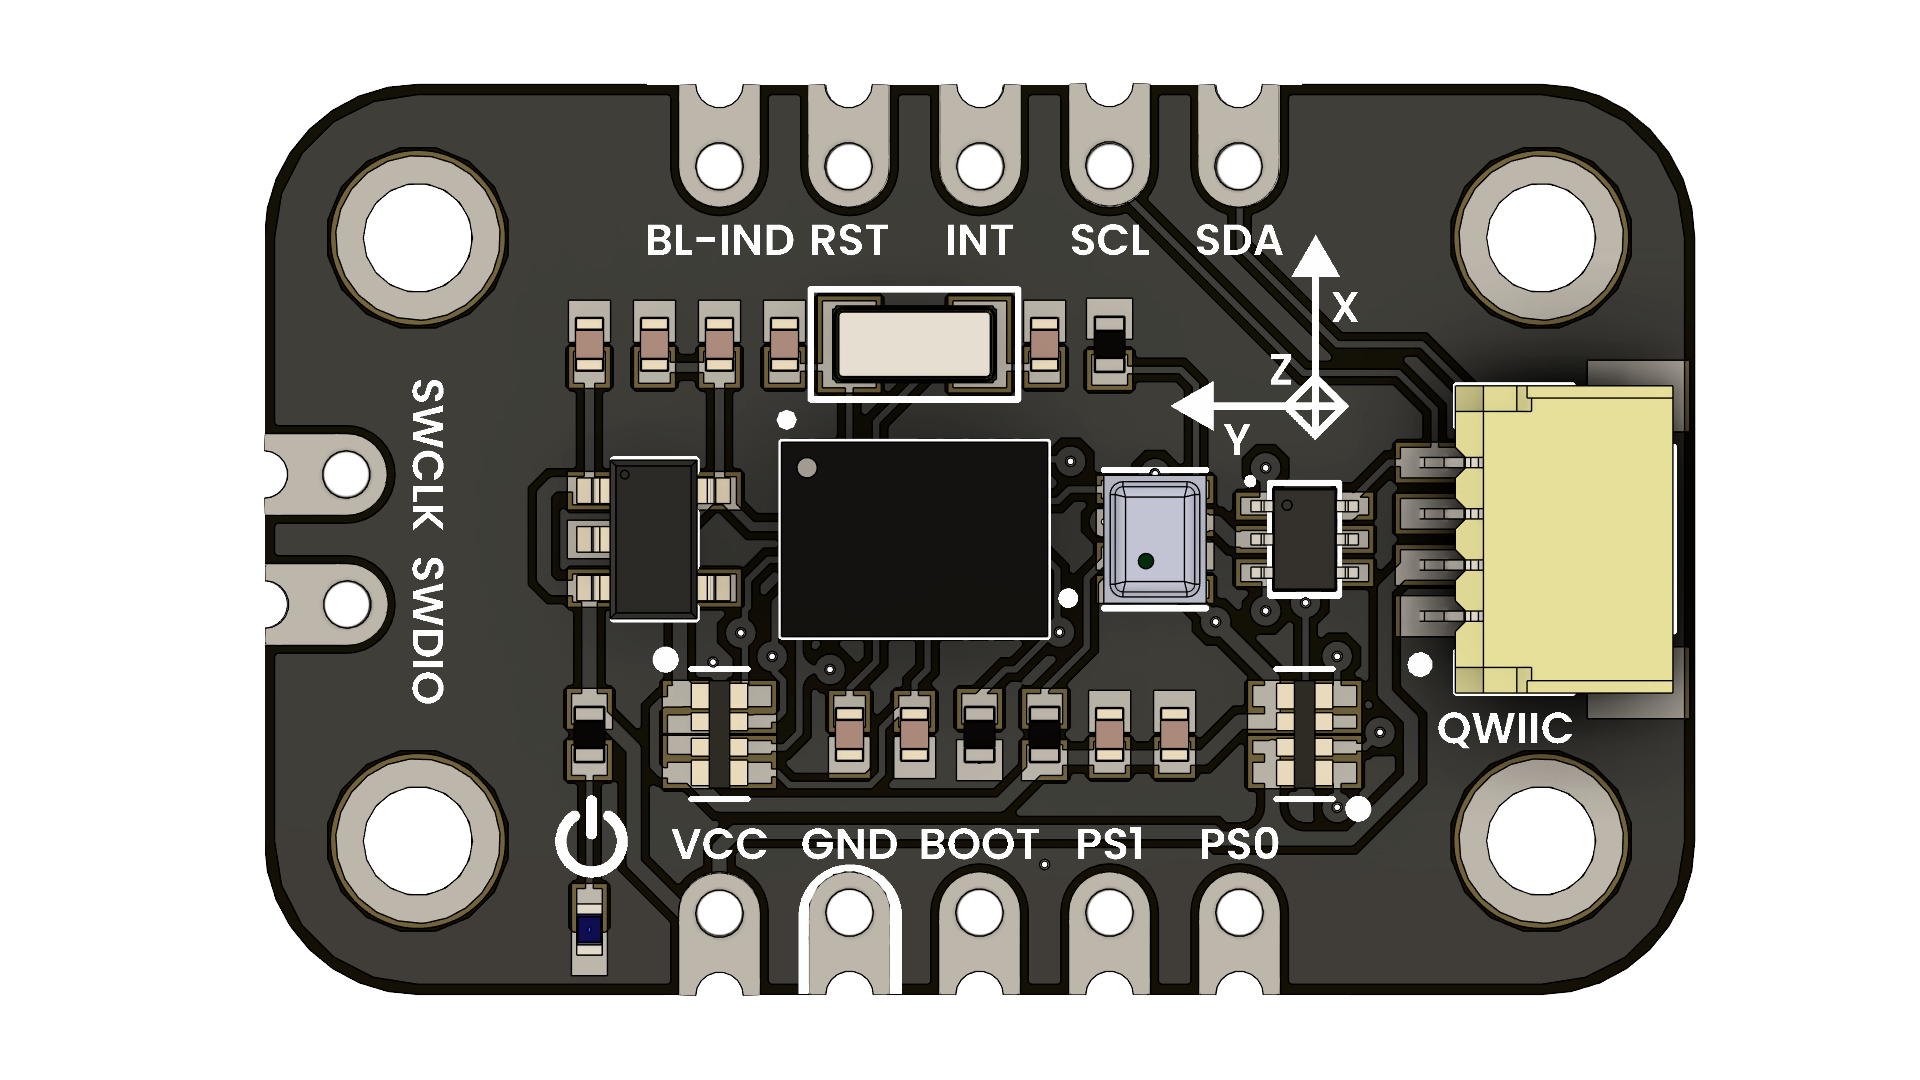 BL-IND RST INT SCL SDA
X
Z
Y
SWCLK SWDIO
QWIIC
VCC GND BOOT PS1 PS0